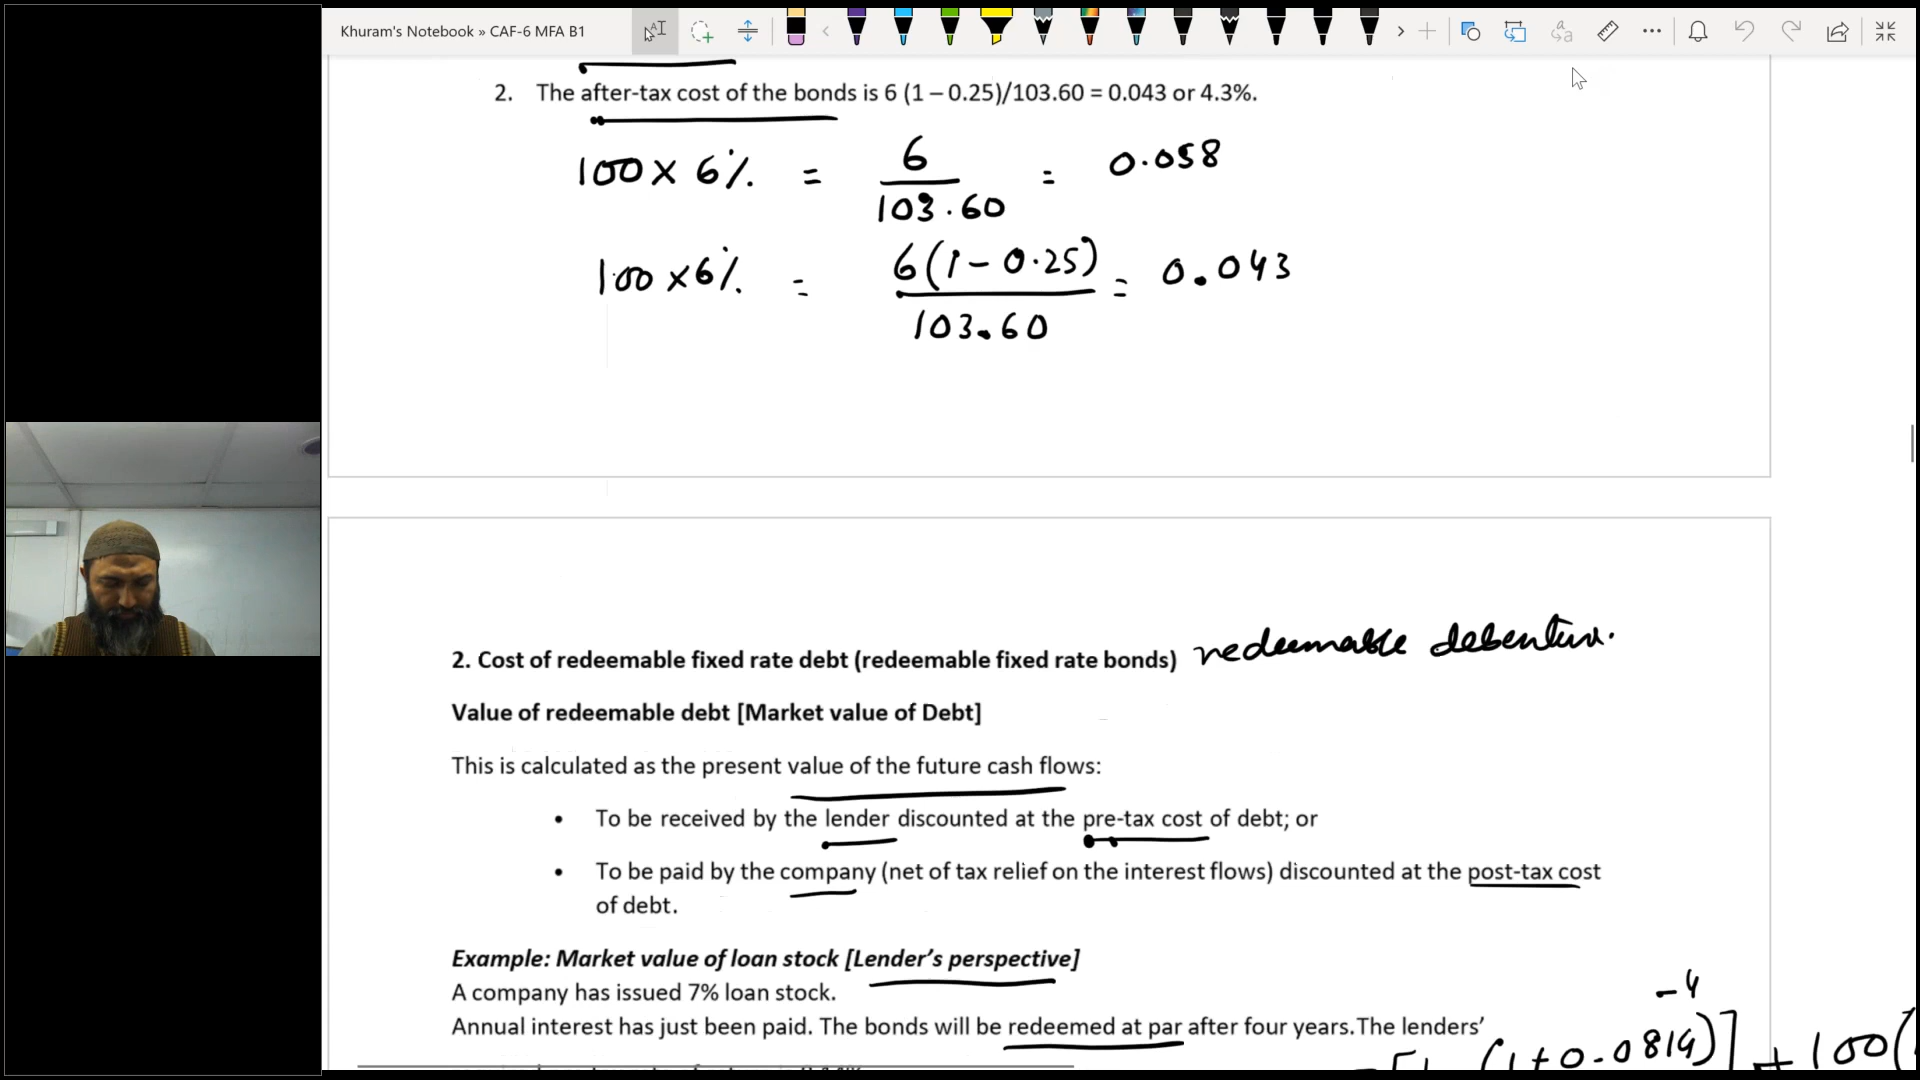 Khuram's Notebook » CAF-6 MFA B1
2. The after-tax cost of the bonds is 6 (1 – 0.25)/103.60 = 0.043 or 4.3%.
100 × 6% = 6 / 103.60 = 0.058
100 × 6% = 6(1 – 0.25) / 103.60 = 0.043
2. Cost of redeemable fixed rate debt (redeemable fixed rate bonds) redeemable debenture.
Value of redeemable debt [Market value of Debt]
This is calculated as the present value of the future cash flows:
• To be received by the lender discounted at the pre-tax cost of debt; or
• To be paid by the company (net of tax relief on the interest flows) discounted at the post-tax cost
of debt.
Example: Market value of loan stock [Lender's perspective]
A company has issued 7% loan stock.
Annual interest has just been paid. The bonds will be redeemed at par after four years.The lenders'
(1+0.0814)] + 100(
-4